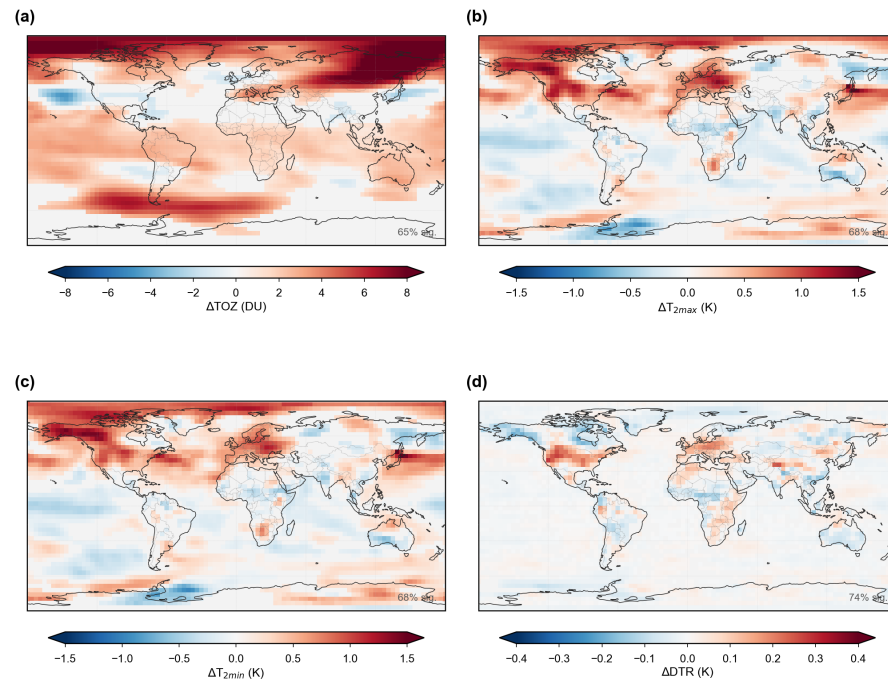 (a)
(b)
65% sig.
68% sig.
−8 −6 −4 −2 0 2 4 6 8
ΔTOZ (DU)
−1.5 −1.0 −0.5 0.0 0.5 1.0 1.5
ΔT2max (K)
(c)
(d)
68% sig.
74% sig.
−1.5 −1.0 −0.5 0.0 0.5 1.0 1.5
ΔT2min (K)
−0.4 −0.3 −0.2 −0.1 0.0 0.1 0.2 0.3 0.4
ΔDTR (K)